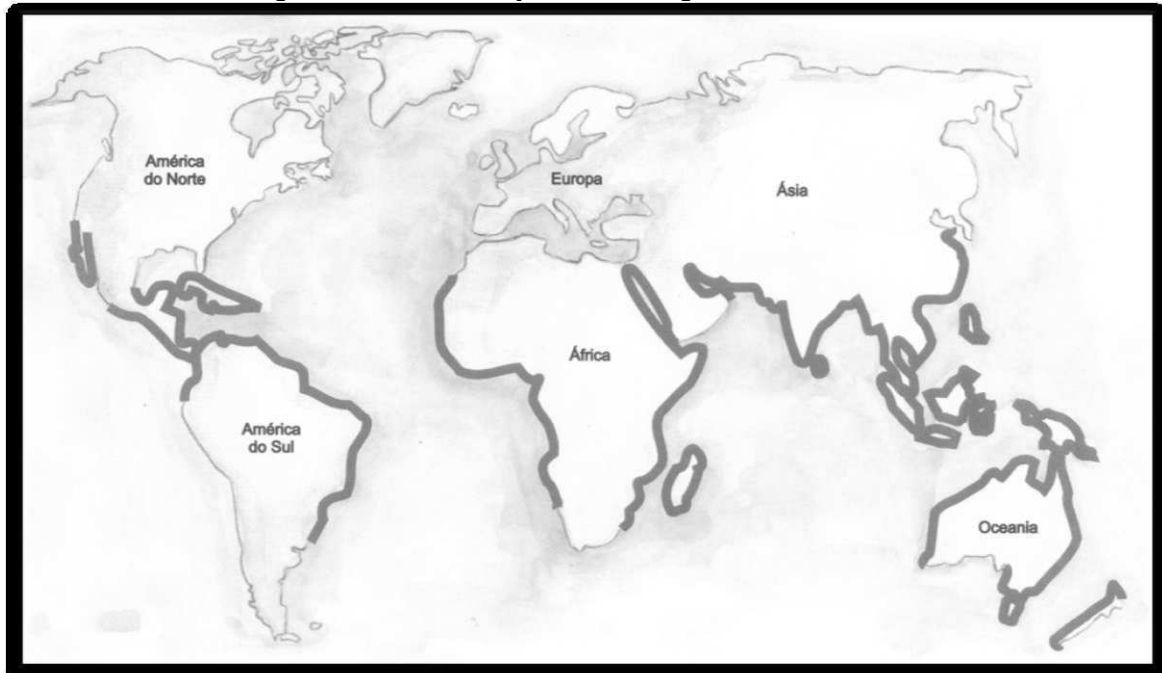 América
do Norte
Europa
Ásia
África
América
do Sul
Oceania